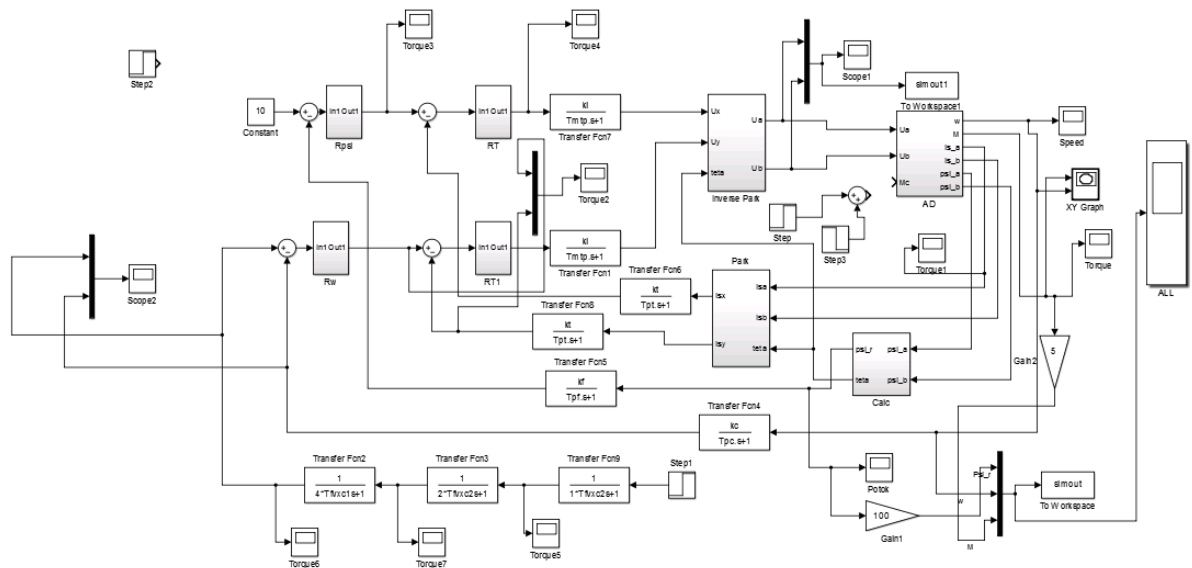 Torque3
Torque4
Step2
Scope1
simout1
To Workspace1
10
Constant
In1 Out1
Rpsi
In1 Out1
RT
ki
Tmtp.s+1
Transfer Fcn7
Ux
Uy
teta
Ua
Ub
Inverse Park
Ua
Ub
Mc
w
M
Is_a
Is_b
psi_a
psi_b
AD
Speed
XY Graph
Torque2
Step
Step3
Torque1
Torque
ALL
In1 Out1
Rw
In1 Out1
RT1
ki
Tmtp.s+1
Transfer Fcn1
Scope2
Transfer Fcn6
kt
Tpt.s+1
Park
Isx
Isy
Isa
Isb
teta
Transfer Fcn8
kt
Tpt.s+1
Transfer Fcn5
kf
Tpf.s+1
psi_r
teta
psi_a
psi_b
Calc
5
Gain2
Transfer Fcn4
kc
Tpc.s+1
Transfer Fcn2
1
4*Tfvxc1s+1
Transfer Fcn3
1
2*Tfvxc2s+1
Transfer Fcn9
1
1*Tfvxc2s+1
Step1
Potok
100
Gain1
Psi_r
w
M
simout
To Workspace
Torque6
Torque7
Torque5